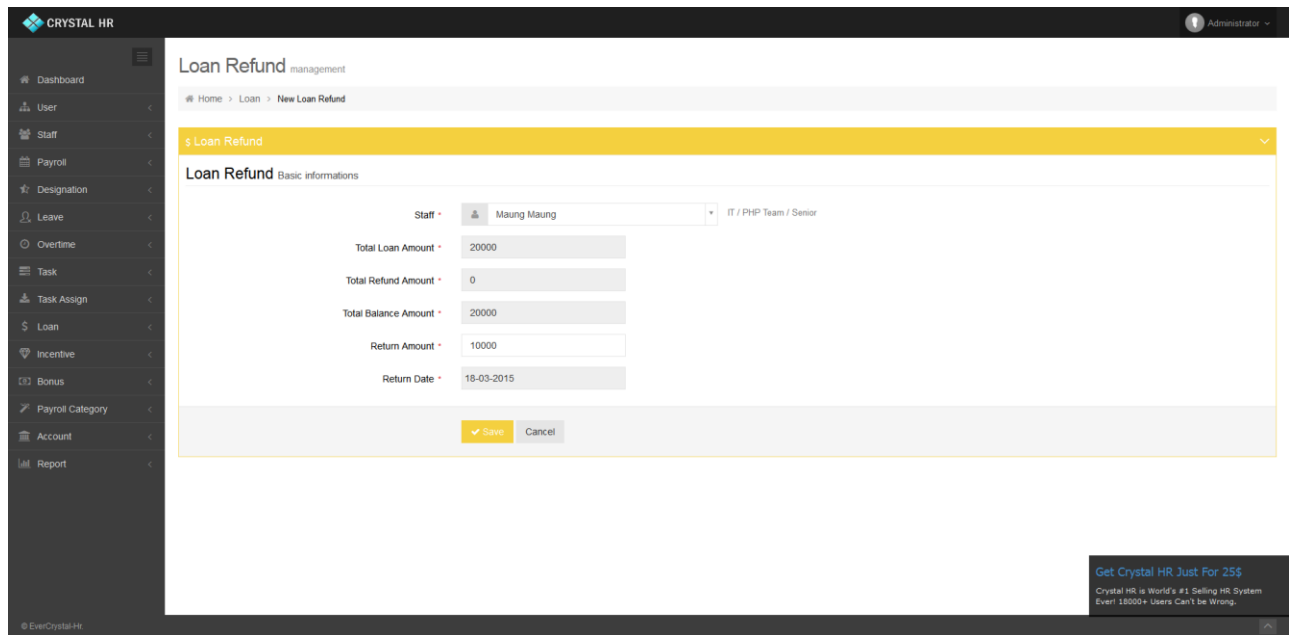 CRYSTAL HR
Administrator
Dashboard
User
Staff
Payroll
Designation
Leave
Overtime
Task
Task Assign
Loan
Incentive
Bonus
Payroll Category
Account
Report
Loan Refund management
Home > Loan > New Loan Refund
$ Loan Refund
Loan Refund Basic informations
Staff * Maung Maung IT / PHP Team / Senior
Total Loan Amount * 20000
Total Refund Amount * 0
Total Balance Amount * 20000
Return Amount * 10000
Return Date * 18-03-2015
Save Cancel
Get Crystal HR Just For 25$
Crystal HR is World's #1 Selling HR System
Ever! 18000+ Users Can't be Wrong.
© EverCrystal-Hr.